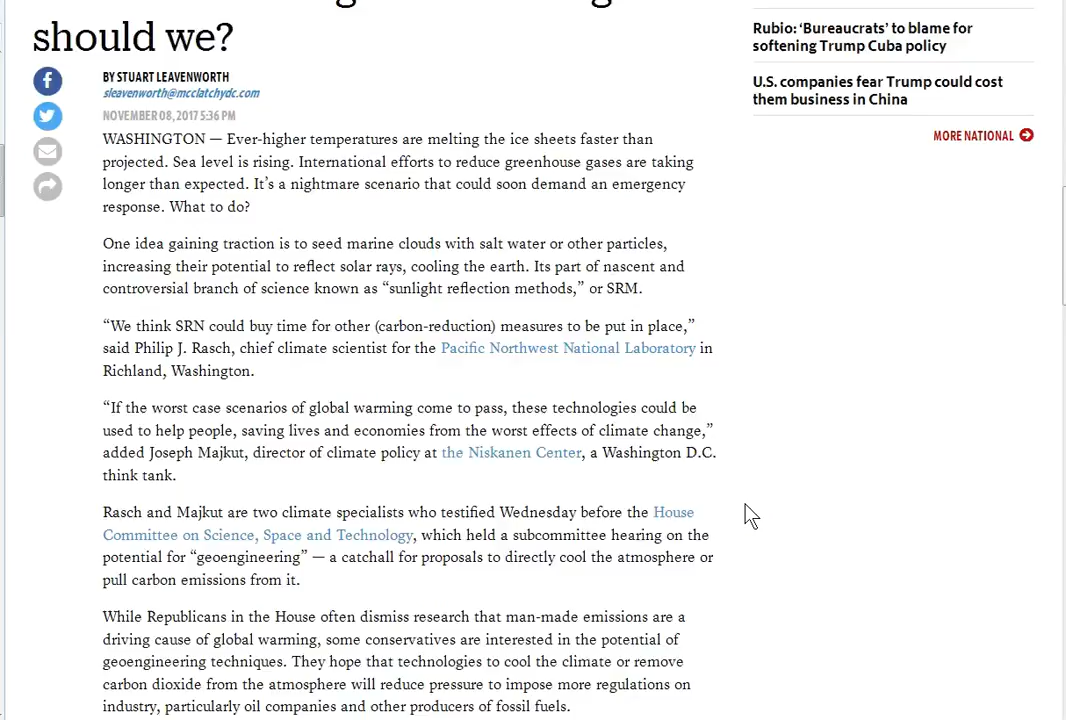 should we?
BY STUART LEAVENWORTH
sleavenworth@mcclatchydc.com
NOVEMBER 08, 2017 5:36 PM
WASHINGTON — Ever-higher temperatures are melting the ice sheets faster than
projected. Sea level is rising. International efforts to reduce greenhouse gases are taking
longer than expected. It’s a nightmare scenario that could soon demand an emergency
response. What to do?
One idea gaining traction is to seed marine clouds with salt water or other particles,
increasing their potential to reflect solar rays, cooling the earth. Its part of nascent and
controversial branch of science known as “sunlight reflection methods,” or SRM.
“We think SRN could buy time for other (carbon-reduction) measures to be put in place,”
said Philip J. Rasch, chief climate scientist for the Pacific Northwest National Laboratory in
Richland, Washington.
“If the worst case scenarios of global warming come to pass, these technologies could be
used to help people, saving lives and economies from the worst effects of climate change,”
added Joseph Majkut, director of climate policy at the Niskanen Center, a Washington D.C.
think tank.
Rasch and Majkut are two climate specialists who testified Wednesday before the House
Committee on Science, Space and Technology, which held a subcommittee hearing on the
potential for “geoengineering” — a catchall for proposals to directly cool the atmosphere or
pull carbon emissions from it.
While Republicans in the House often dismiss research that man-made emissions are a
driving cause of global warming, some conservatives are interested in the potential of
geoengineering techniques. They hope that technologies to cool the climate or remove
carbon dioxide from the atmosphere will reduce pressure to impose more regulations on
industry, particularly oil companies and other producers of fossil fuels.
Rubio: ‘Bureaucrats’ to blame for
softening Trump Cuba policy
U.S. companies fear Trump could cost
them business in China
MORE NATIONAL